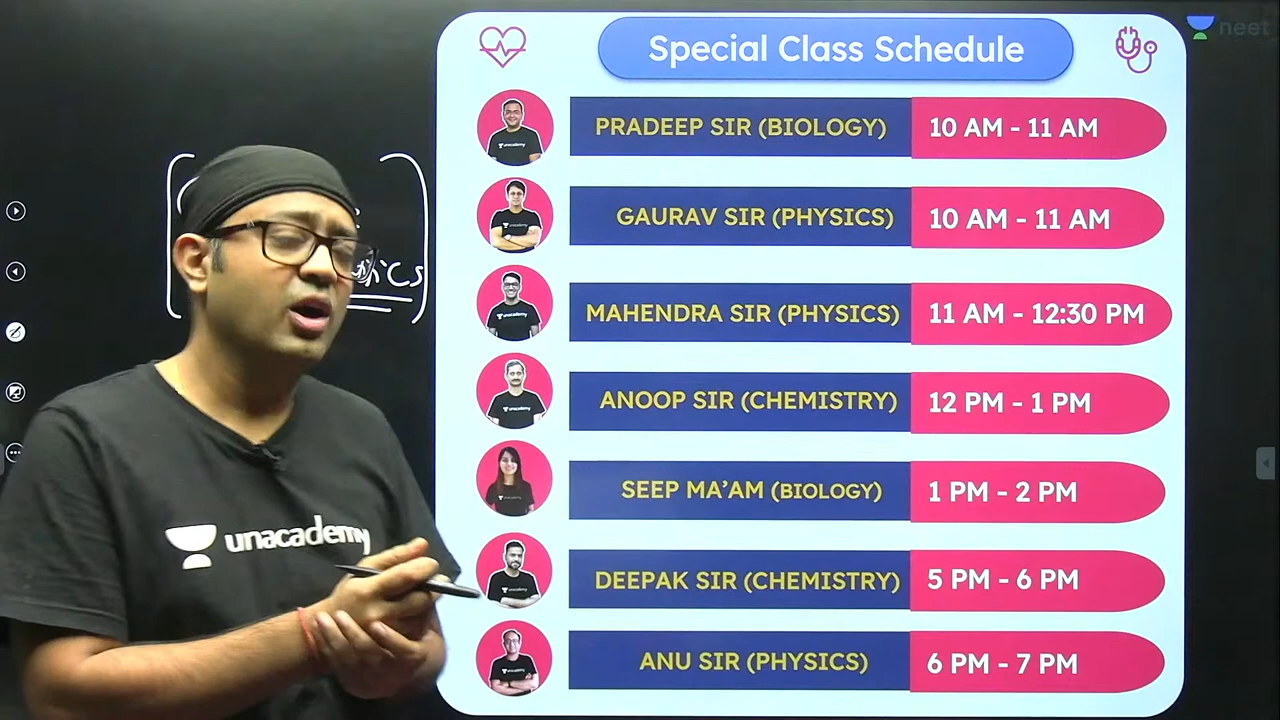 neet
Special Class Schedule
PRADEEP SIR (BIOLOGY) 10 AM - 11 AM
GAURAV SIR (PHYSICS) 10 AM - 11 AM
MAHENDRA SIR (PHYSICS) 11 AM - 12:30 PM
ANOOP SIR (CHEMISTRY) 12 PM - 1 PM
SEEP MA’AM (BIOLOGY) 1 PM - 2 PM
DEEPAK SIR (CHEMISTRY) 5 PM - 6 PM
ANU SIR (PHYSICS) 6 PM - 7 PM
unacademy